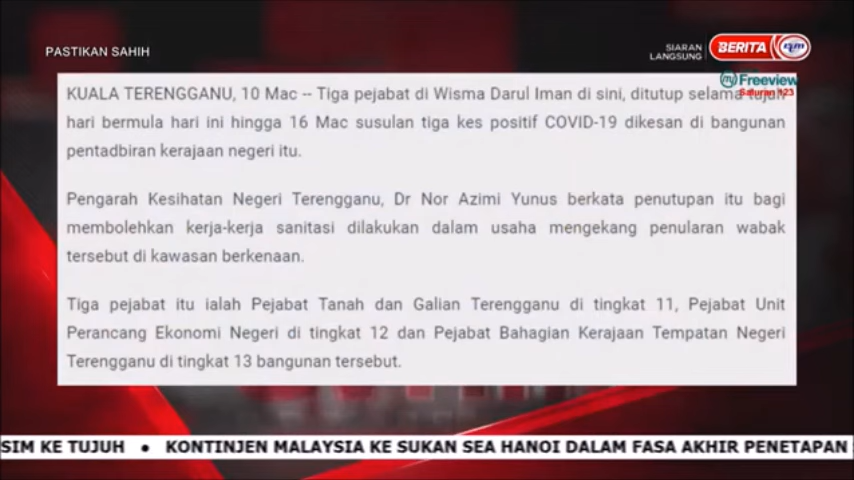 PASTIKAN SAHIH
SIARAN
LANGSUNG
BERITA rtm
my Freeview
Saluran 123
KUALA TERENGGANU, 10 Mac -- Tiga pejabat di Wisma Darul Iman di sini, ditutup selama tujuh
hari bermula hari ini hingga 16 Mac susulan tiga kes positif COVID-19 dikesan di bangunan
pentadbiran kerajaan negeri itu.
Pengarah Kesihatan Negeri Terengganu, Dr Nor Azimi Yunus berkata penutupan itu bagi
membolehkan kerja-kerja sanitasi dilakukan dalam usaha mengekang penularan wabak
tersebut di kawasan berkenaan.
Tiga pejabat itu ialah Pejabat Tanah dan Galian Terengganu di tingkat 11, Pejabat Unit
Perancang Ekonomi Negeri di tingkat 12 dan Pejabat Bahagian Kerajaan Tempatan Negeri
Terengganu di tingkat 13 bangunan tersebut.
SIM KE TUJUH • KONTINJEN MALAYSIA KE SUKAN SEA HANOI DALAM FASA AKHIR PENETAPAN